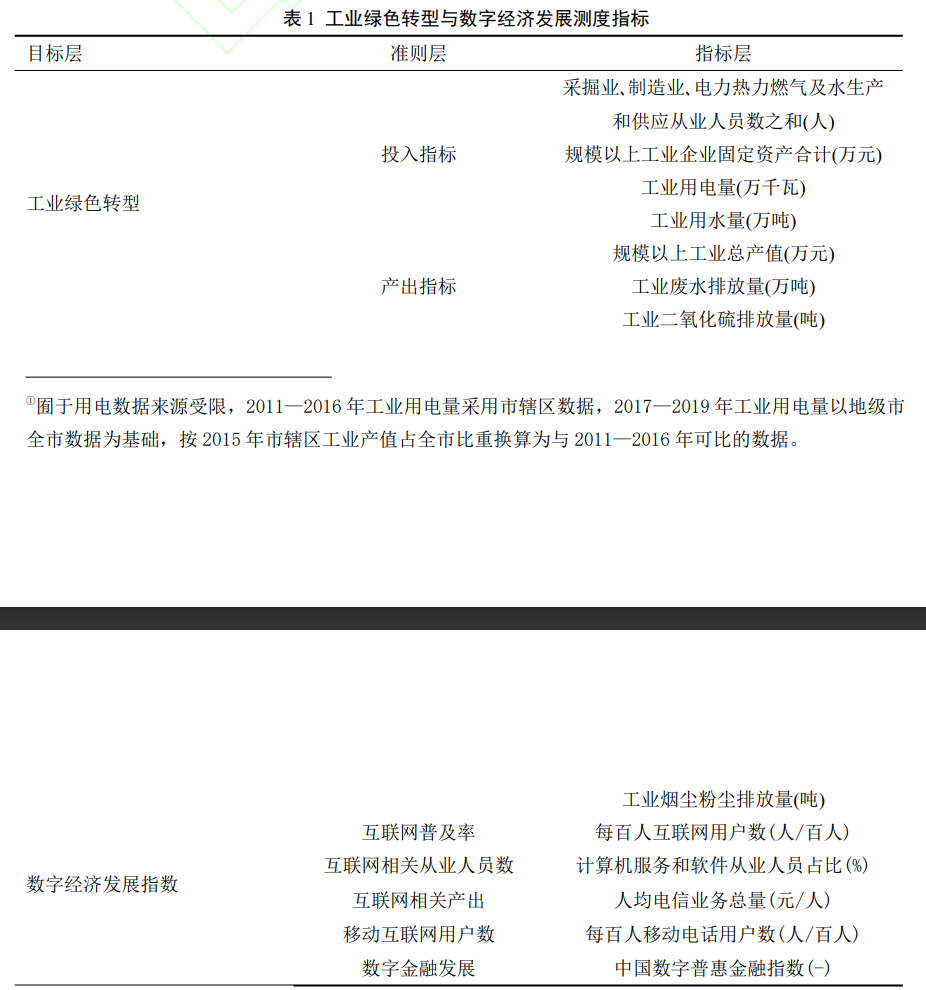 表 1 工业绿色转型与数字经济发展测度指标
目标层 准则层 指标层
采掘业、制造业、电力热力燃气及水生产
和供应从业人员数之和(人)
投入指标 规模以上工业企业固定资产合计(万元)
工业用电量(万千瓦)
工业绿色转型
工业用水量(万吨)
规模以上工业总产值(万元)
产出指标 工业废水排放量(万吨)
工业二氧化硫排放量(吨)
①囿于用电数据来源受限，2011—2016 年工业用电量采用市辖区数据，2017—2019 年工业用电量以地级市
全市数据为基础，按 2015 年市辖区工业产值占全市比重换算为与 2011—2016 年可比的数据。
工业烟尘粉尘排放量(吨)
互联网普及率 每百人互联网用户数(人/百人)
互联网相关从业人员数 计算机服务和软件从业人员占比(%)
数字经济发展指数
互联网相关产出 人均电信业务总量(元/人)
移动互联网用户数 每百人移动电话用户数(人/百人)
数字金融发展 中国数字普惠金融指数(-)